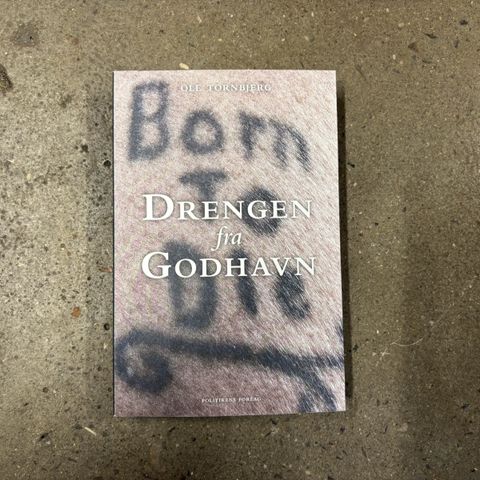 OLE TORNBJERG
Born
To
DRENGEN
fra
GODHAVN
Die
POLITIKENS FORLAG